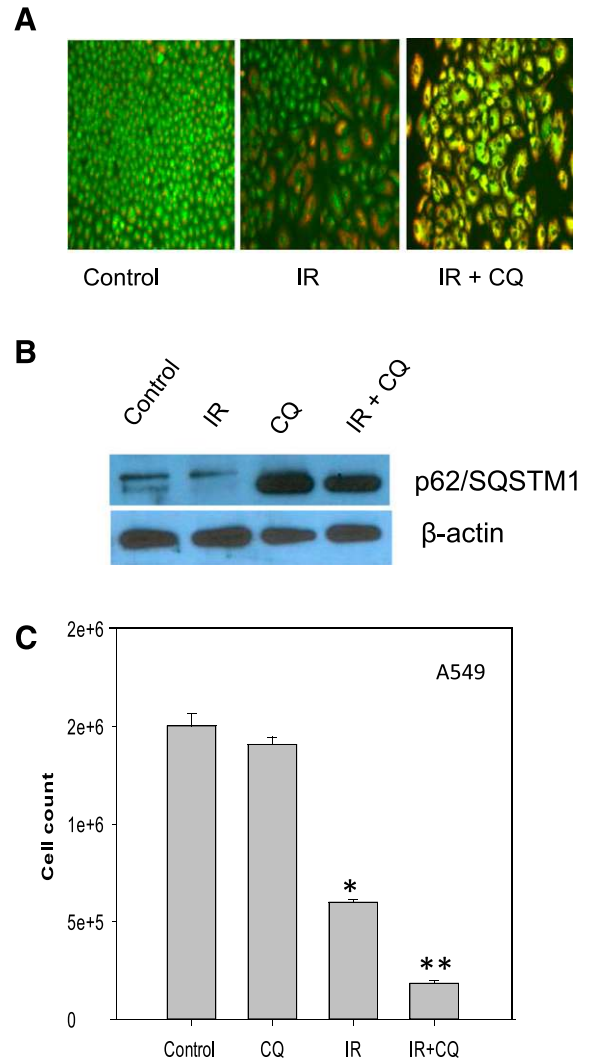 A
Control IR IR + CQ
B
Control IR CQ IR + CQ
p62/SQSTM1
β-actin
C
2e+6
A549
2e+6
1e+6
5e+5
0
Cell count
*
**
Control CQ IR IR+CQ